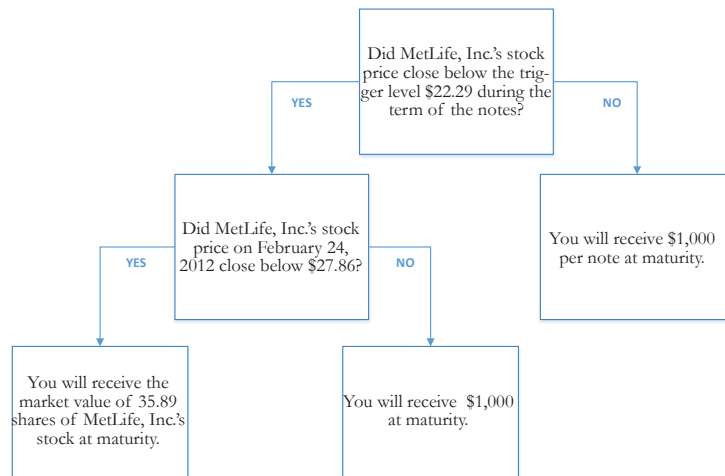 Did MetLife, Inc.'s stock
price close below the trig-
ger level $22.29 during the
term of the notes?
YES
NO
Did MetLife, Inc.'s stock
price on February 24,
2012 close below $27.86?
You will receive $1,000
per note at maturity.
YES
NO
You will receive the
market value of 35.89
shares of MetLife, Inc.'s
stock at maturity.
You will receive $1,000
at maturity.